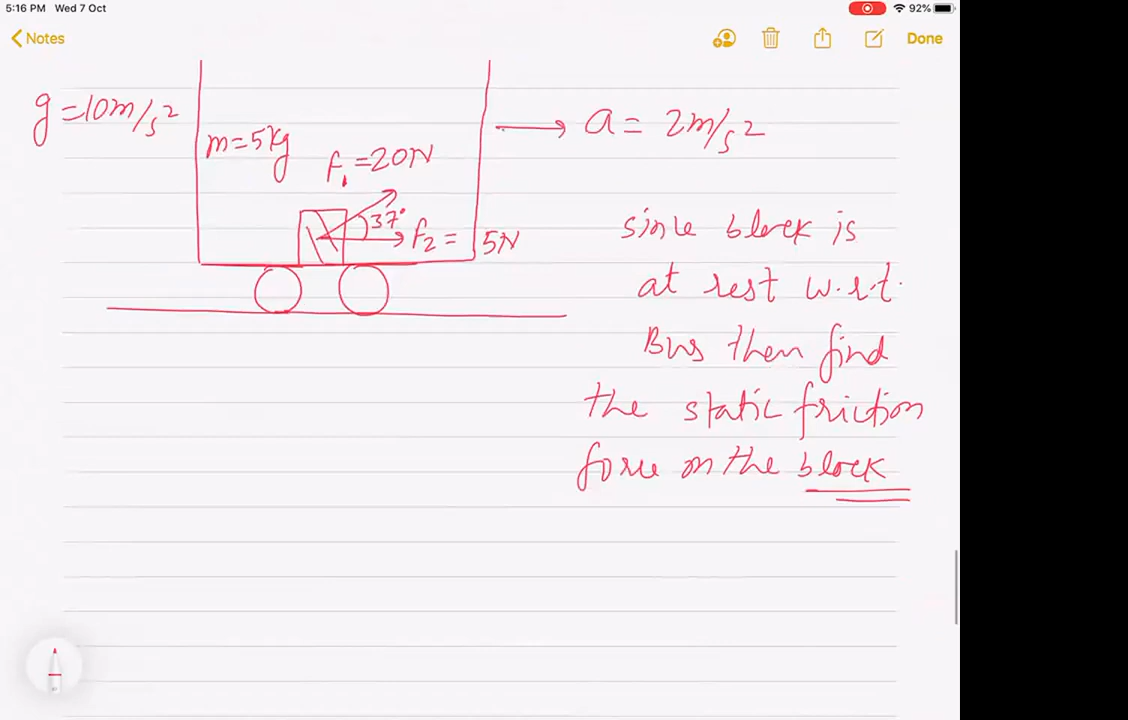 5:16 PM Wed 7 Oct
92%
Notes
Done
g = 10m/s²
m = 5kg
F₁ = 20N
37°
F₂ = 5N
→ a = 2m/s²
since block is
at rest w.r.t.
Bus then find
the static friction
force on the block